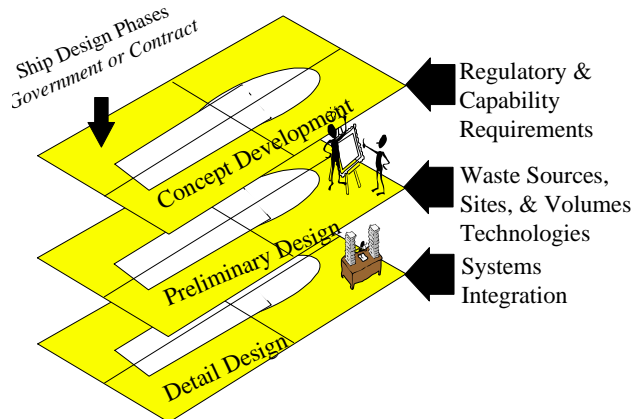 Ship Design Phases
Government or Contract
Regulatory &
Capability
Requirements
Concept Development
Waste Sources,
Sites, & Volumes
Technologies
Preliminary Design
Systems
Integration
Detail Design